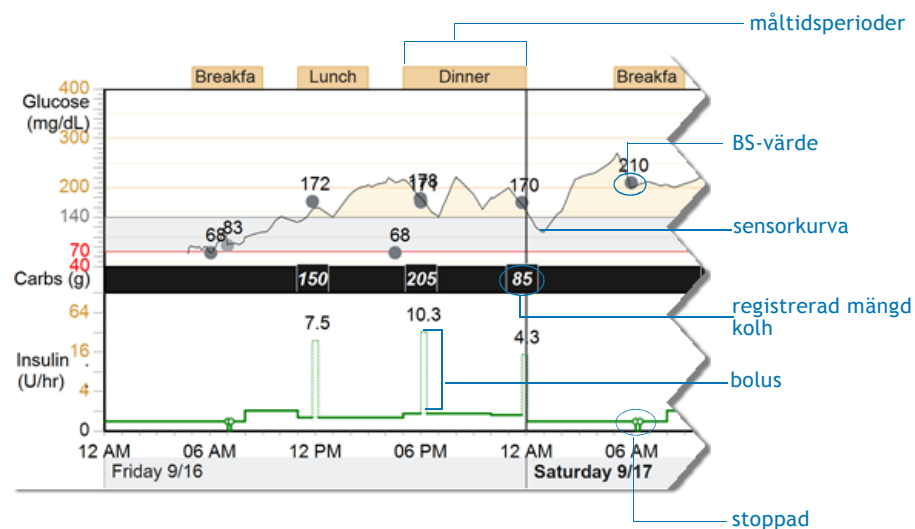 måltidsperioder
Breakfa Lunch Dinner Breakfa
400
Glucose
(mg/dL)
300
BS-värde
210
200
172 178 170
171
140
83
68
68
sensorkurva
70
40
Carbs (g) 150 205 85
registrerad mängd
kolh
64
10.3
7.5
4.3
16
Insulin
(U/hr)
bolus
4
0
12 AM 06 AM 12 PM 06 PM 12 AM 06 AM
Friday 9/16 Saturday 9/17
stoppad